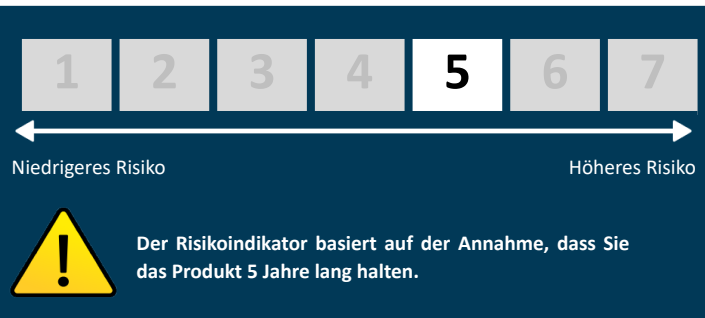 1 2 3 4 5 6 7
Niedrigeres Risiko Höheres Risiko
!
Der Risikoindikator basiert auf der Annahme, dass Sie
das Produkt 5 Jahre lang halten.